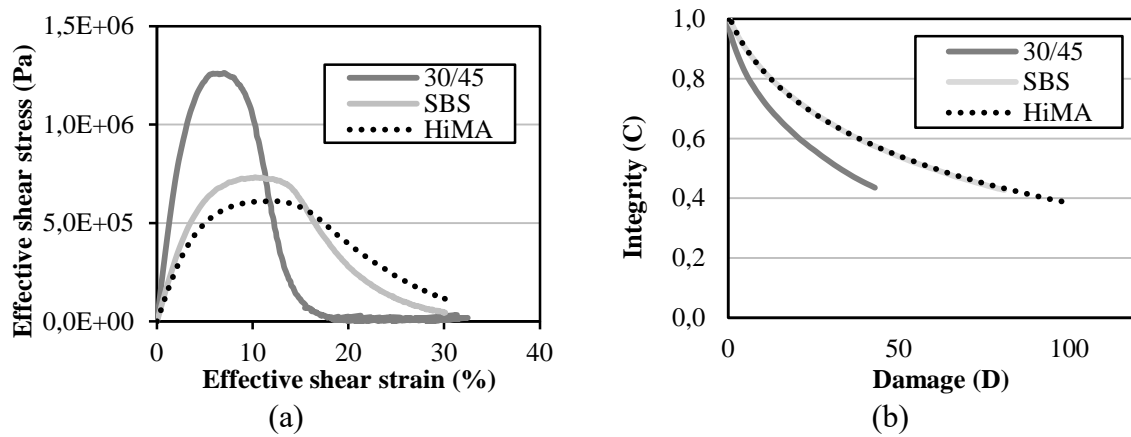 Effective shear stress (Pa)
1,5E+06
1,0E+06
5,0E+05
0,0E+00
30/45
SBS
HiMA
0 10 20 30 40
Effective shear strain (%)
(a)
Integrity (C)
1,0
0,8
0,6
0,4
0,2
0,0
30/45
SBS
HiMA
0 50 100
Damage (D)
(b)